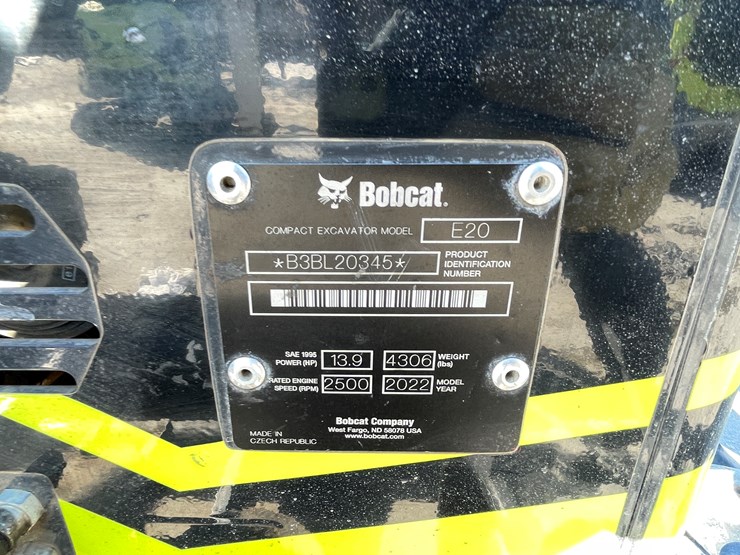 Bobcat.
COMPACT EXCAVATOR MODEL E20
*B3BL20345* PRODUCT IDENTIFICATION NUMBER
SAE 1995 POWER (HP) 13.9 4306 WEIGHT (lbs)
RATED ENGINE SPEED (RPM) 2500 2022 MODEL YEAR
Bobcat Company
West Fargo, ND 58078 USA
www.bobcat.com
MADE IN
CZECH REPUBLIC